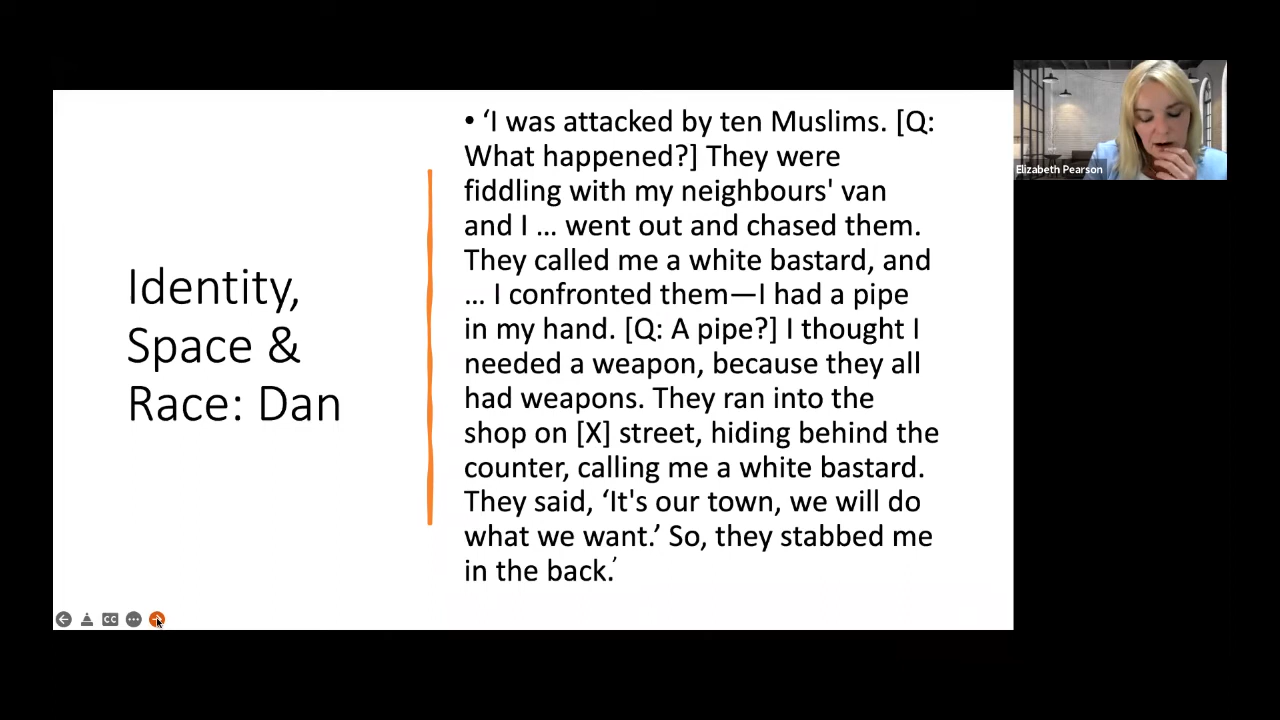 Identity,
Space &
Race: Dan
• ‘I was attacked by ten Muslims. [Q:
What happened?] They were
fiddling with my neighbours' van
and I … went out and chased them.
They called me a white bastard, and
… I confronted them—I had a pipe
in my hand. [Q: A pipe?] I thought I
needed a weapon, because they all
had weapons. They ran into the
shop on [X] street, hiding behind the
counter, calling me a white bastard.
They said, ‘It's our town, we will do
what we want.’ So, they stabbed me
in the back.’
Elizabeth Pearson
CC